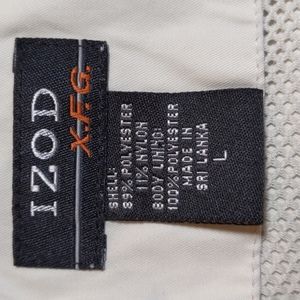 IZOD
X.F.G.
SHELL:
89% POLYESTER
11% NYLON
BODY LINING:
100% POLYESTER
MADE IN
SRI LANKA
L